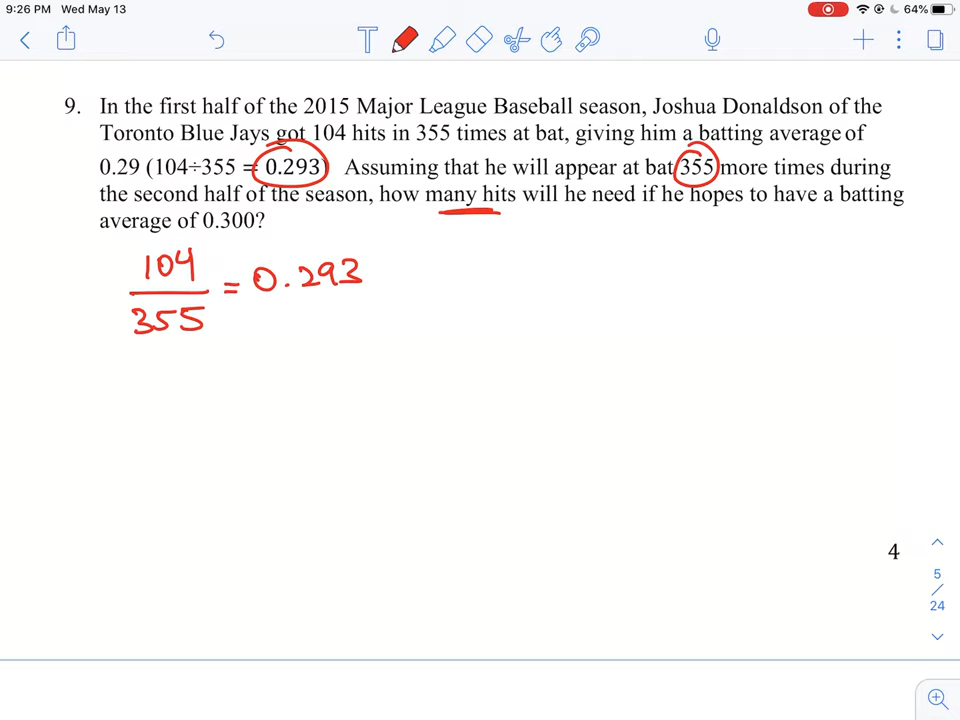 9:26 PM Wed May 13 64%
T
9. In the first half of the 2015 Major League Baseball season, Joshua Donaldson of the
Toronto Blue Jays got 104 hits in 355 times at bat, giving him a batting average of
0.29 (104÷355 = 0.293) Assuming that he will appear at bat 355 more times during
the second half of the season, how many hits will he need if he hopes to have a batting
average of 0.300?
104
355
= 0.293
4
5
/
24